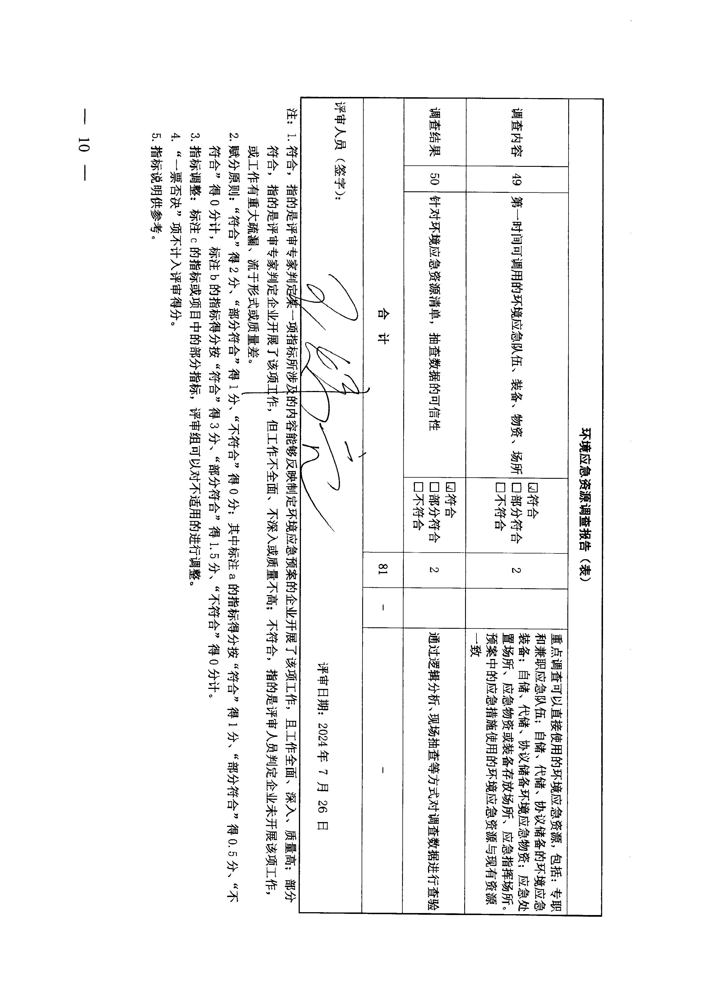 环境应急资源调查报告（表）
调查内容
49
第一时间可调用的环境应急队伍、装备、物资、场所
☑符合
□部分符合
□不符合
2
重点调查可以直接使用的环境应急资源，包括：专职
和兼职应急队伍；自储、代储、协议储备的环境应急
装备；自储、代储、协议储备环境应急物资；应急处
置场所、应急物资或装备存放场所、应急指挥场所。
预案中的应急措施使用的环境应急资源与现有资源
一致
调查结果
50
针对环境应急资源清单，抽查数据的可信性
☑符合
□部分符合
□不符合
2
通过逻辑分析、现场抽查等方式对调查数据进行查验
合 计
81
-
-
评审人员（签字）：
评审日期：2024年 7 月 26 日
注：1.符合，指的是评审专家判定某一项指标所涉及的内容能够反映制定环境应急预案的企业开展了该项工作，且工作全面、深入、质量高；部分
符合，指的是评审专家判定企业开展了该项工作，但工作不全面、不深入或质量不高；不符合，指的是评审人员判定企业未开展该项工作，
或工作有重大疏漏、流于形式或质量差。
2.赋分原则：“符合”得2分、“部分符合”得1分、“不符合”得0分；其中标注a的指标得分按“符合”得1分、“部分符合”得0.5分、“不
符合”得0分计，标注b的指标得分按“符合”得3分、“部分符合”得1.5分、“不符合”得0分计。
3.指标调整：标注c的指标或项目中的部分指标，评审组可以对不适用的进行调整。
4.“一票否决”项不计入评审得分。
5.指标说明供参考。
— 10 —